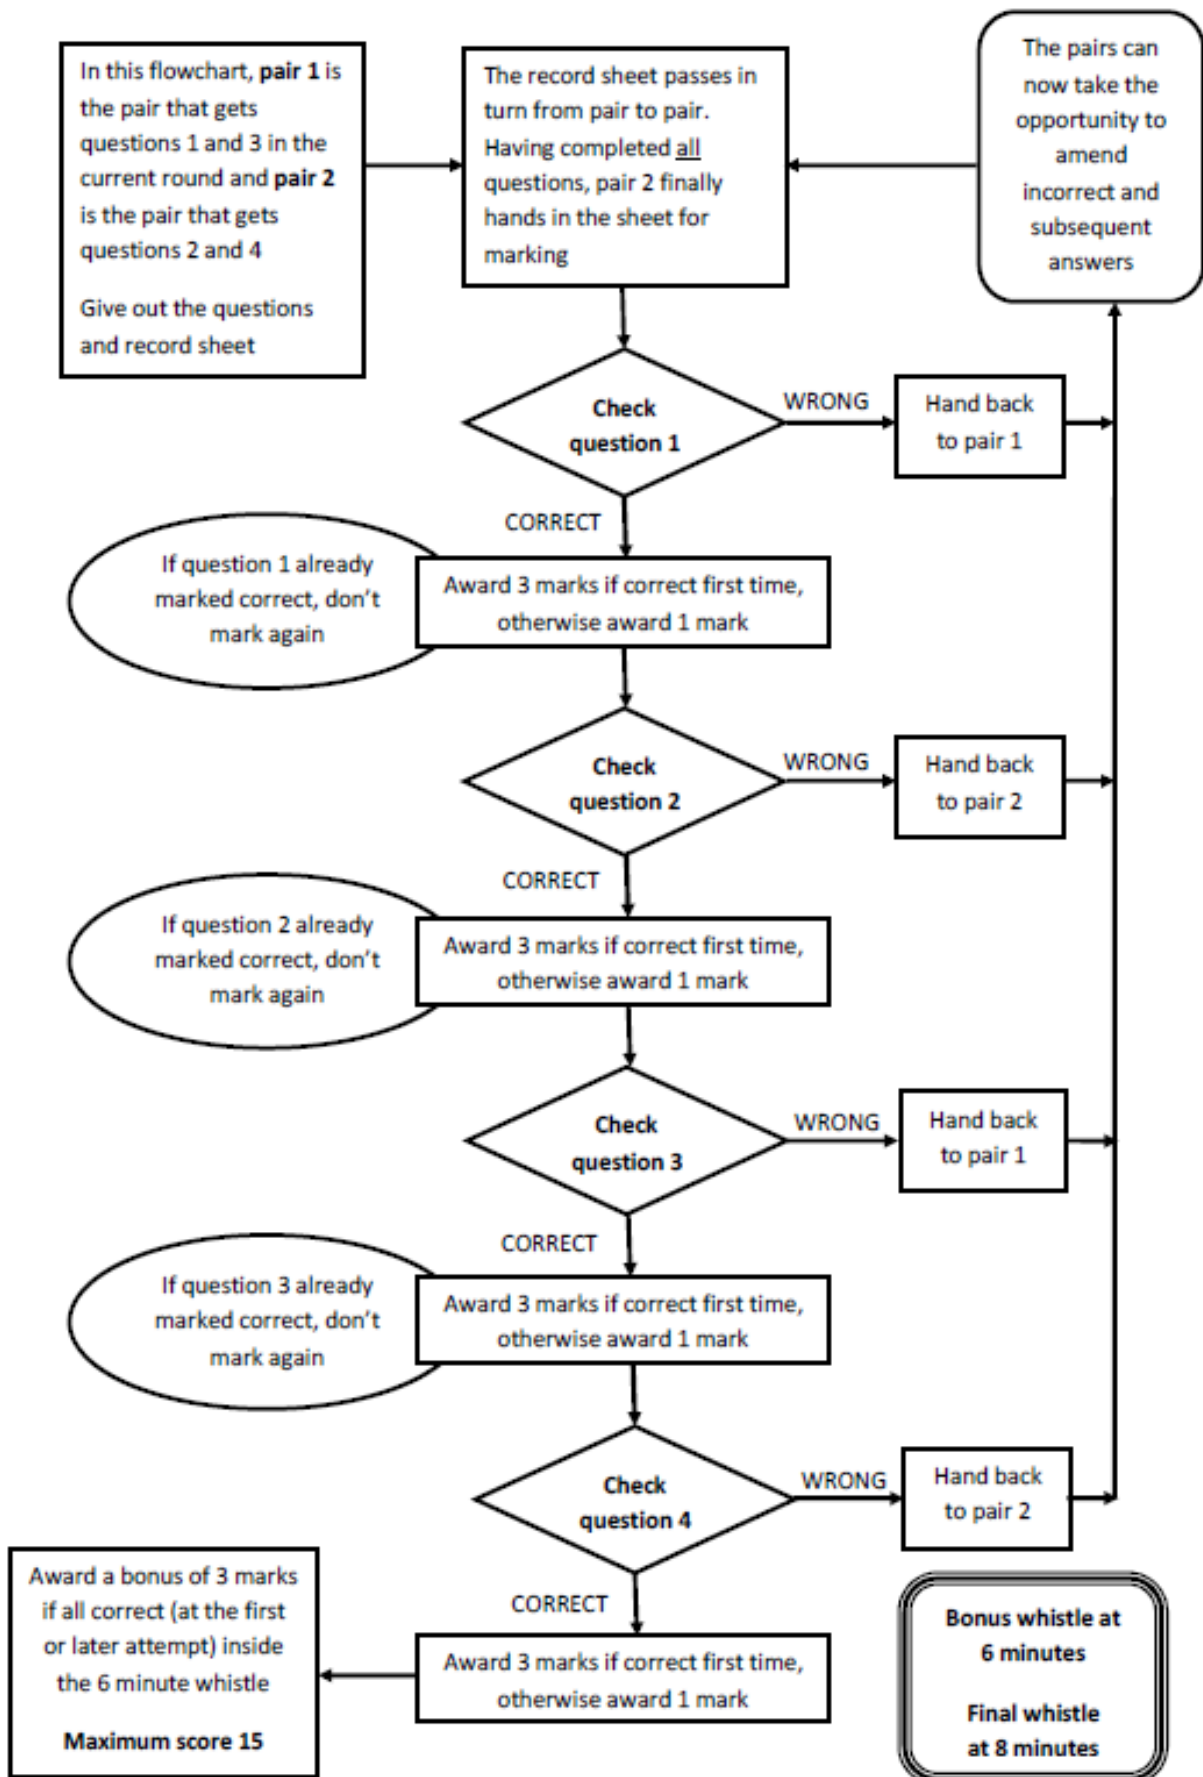 In this flowchart, pair 1 is
the pair that gets
questions 1 and 3 in the
current round and pair 2
is the pair that gets
questions 2 and 4
Give out the questions
and record sheet
The record sheet passes in
turn from pair to pair.
Having completed all
questions, pair 2 finally
hands in the sheet for
marking
The pairs can
now take the
opportunity to
amend
incorrect and
subsequent
answers
Check
question 1
WRONG
Hand back
to pair 1
CORRECT
If question 1 already
marked correct, don't
mark again
Award 3 marks if correct first time,
otherwise award 1 mark
Check
question 2
WRONG
Hand back
to pair 2
CORRECT
If question 2 already
marked correct, don't
mark again
Award 3 marks if correct first time,
otherwise award 1 mark
Check
question 3
WRONG
Hand back
to pair 1
CORRECT
If question 3 already
marked correct, don't
mark again
Award 3 marks if correct first time,
otherwise award 1 mark
Check
question 4
WRONG
Hand back
to pair 2
CORRECT
Award 3 marks if correct first time,
otherwise award 1 mark
Award a bonus of 3 marks
if all correct (at the first
or later attempt) inside
the 6 minute whistle
Maximum score 15
Bonus whistle at
6 minutes
Final whistle
at 8 minutes